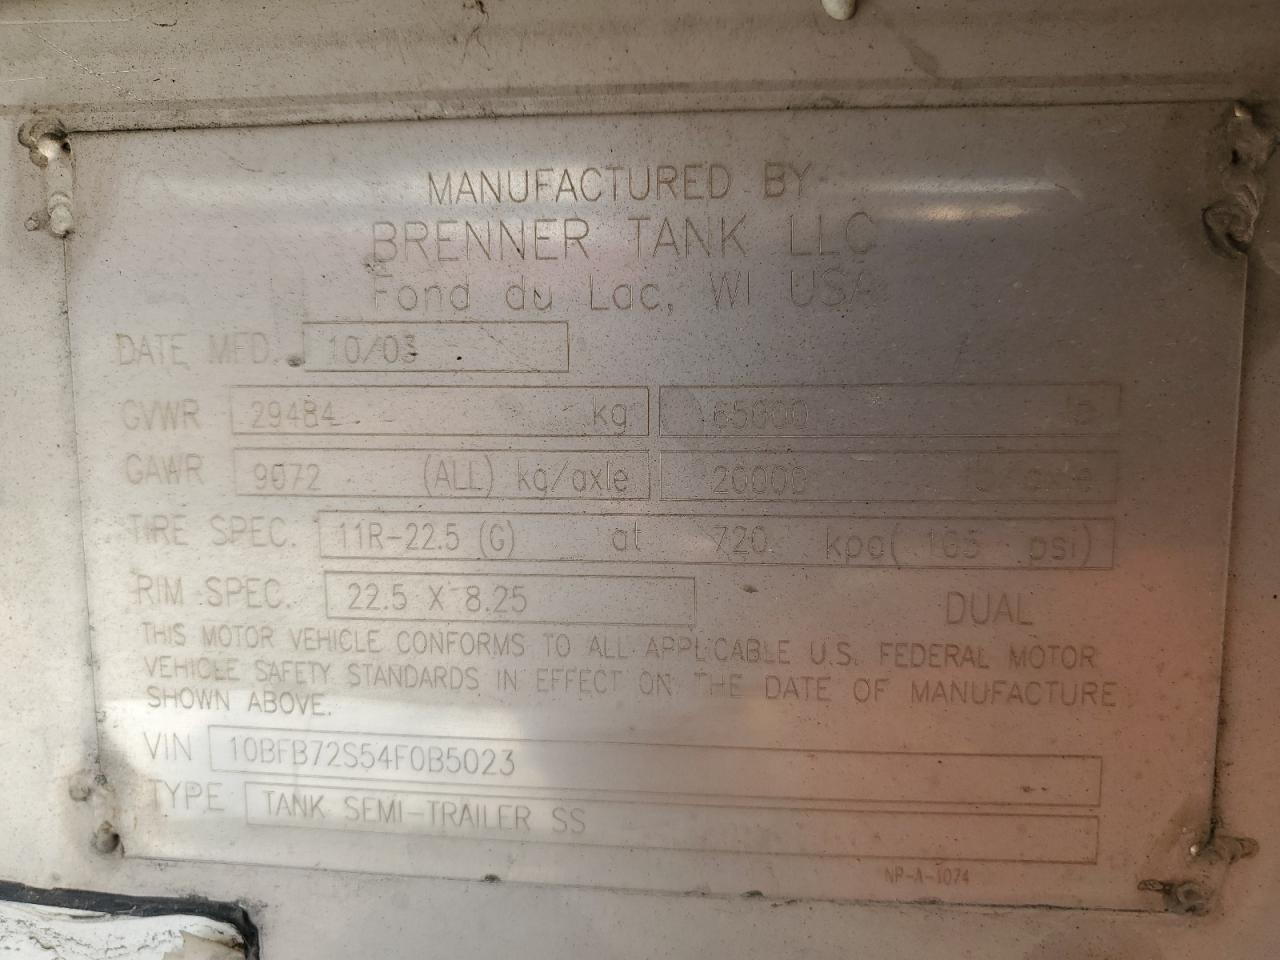 MANUFACTURED BY
BRENNER TANK LLC
Fond du Lac, WI USA
DATE MFD. 10/03
GVWR 29484 kg 65000 lb
GAWR 9072 (ALL) kg/axle 20000 axle
TIRE SPEC. 11R-22.5 (G) at 720 kpa( 105 psi)
RIM SPEC. 22.5 X 8.25 DUAL
THIS MOTOR VEHICLE CONFORMS TO ALL APPLICABLE U.S. FEDERAL MOTOR
VEHICLE SAFETY STANDARDS IN EFFECT ON THE DATE OF MANUFACTURE
SHOWN ABOVE.
VIN 10BFB72S54F0B5023
TYPE TANK SEMI-TRAILER SS
NP-A-1074